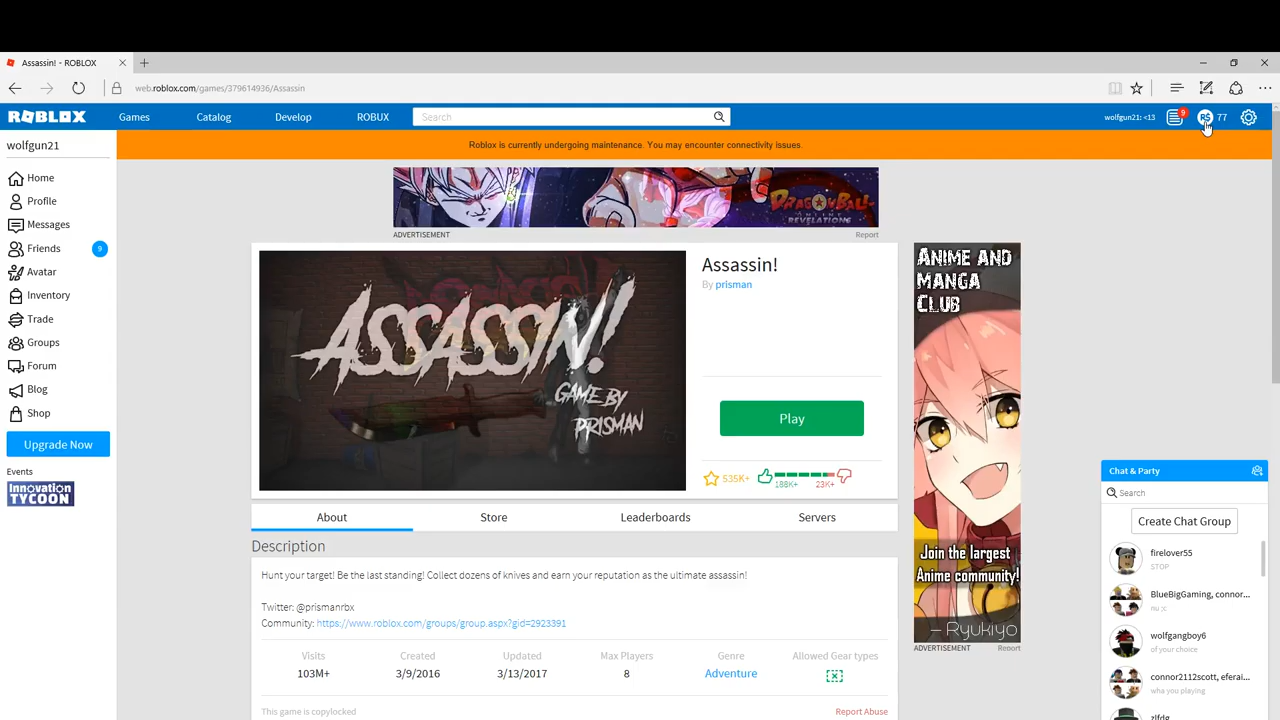 Assassin! - ROBLOX
web.roblox.com/games/379614936/Assassin
ROBLOX
Games
Catalog
Develop
ROBUX
Search
wolfgun21: <13
9
R$
77
wolfgun21
Roblox is currently undergoing maintenance. You may encounter connectivity issues.
Home
Profile
Messages
Friends
9
Avatar
Inventory
Trade
Groups
Forum
Blog
Shop
Upgrade Now
Events
Innovation
TYCOON
DRAGONBALL
ONLINE
REVELATIONS
ADVERTISEMENT
Report
ASSASSIN!
GAME BY
PRISMAN
Assassin!
By prisman
Play
535K+
188K+
23K+
About
Store
Leaderboards
Servers
Description
Hunt your target! Be the last standing! Collect dozens of knives and earn your reputation as the ultimate assassin!
Twitter: @prismanrbx
Community: https://www.roblox.com/groups/group.aspx?gid=2923391
Visits
Created
Updated
Max Players
Genre
Allowed Gear types
103M+
3/9/2016
3/13/2017
8
Adventure
This game is copylocked
Report Abuse
ANIME AND
MANGA
CLUB
Join the largest
Anime community!
– Ryukiyo
ADVERTISEMENT
Report
Chat & Party
Search
Create Chat Group
firelover55
STOP
BlueBigGaming, connor...
nu ;c
wolfgangboy6
of your choice
connor2112scott, eferai...
wha you playing
zlfdg